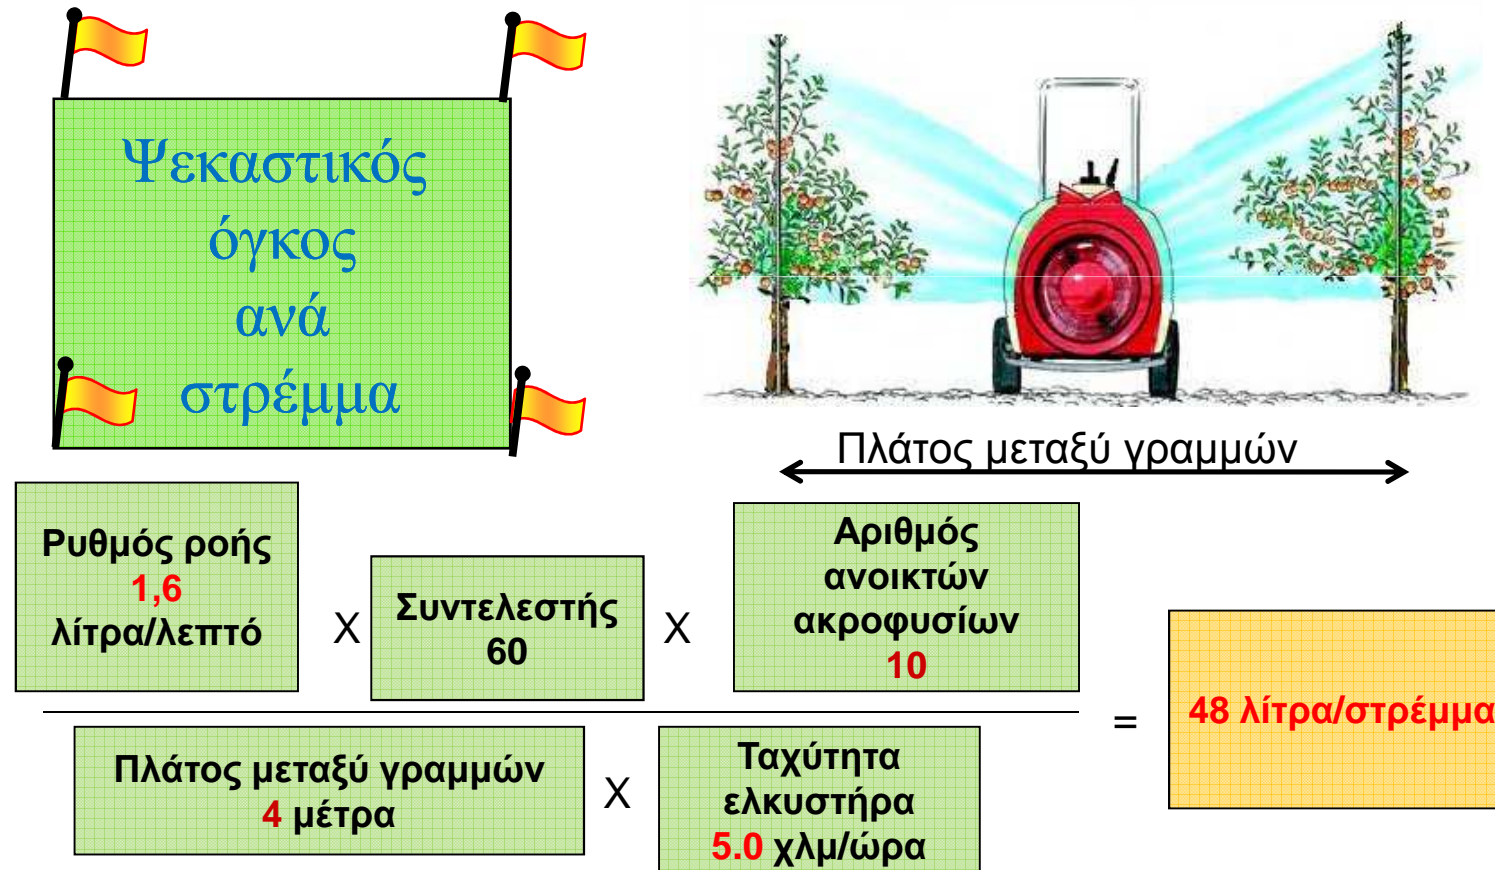 Ψεκαστικός
όγκος
ανά
στρέμμα
Πλάτος μεταξύ γραμμών
Ρυθμός ροής
1,6
λίτρα/λεπτό
X
Συντελεστής
60
X
Αριθμός
ανοικτών
ακροφυσίων
10
Πλάτος μεταξύ γραμμών
4 μέτρα
X
Ταχύτητα
ελκυστήρα
5.0 χλμ/ώρα
=
48 λίτρα/στρέμμα